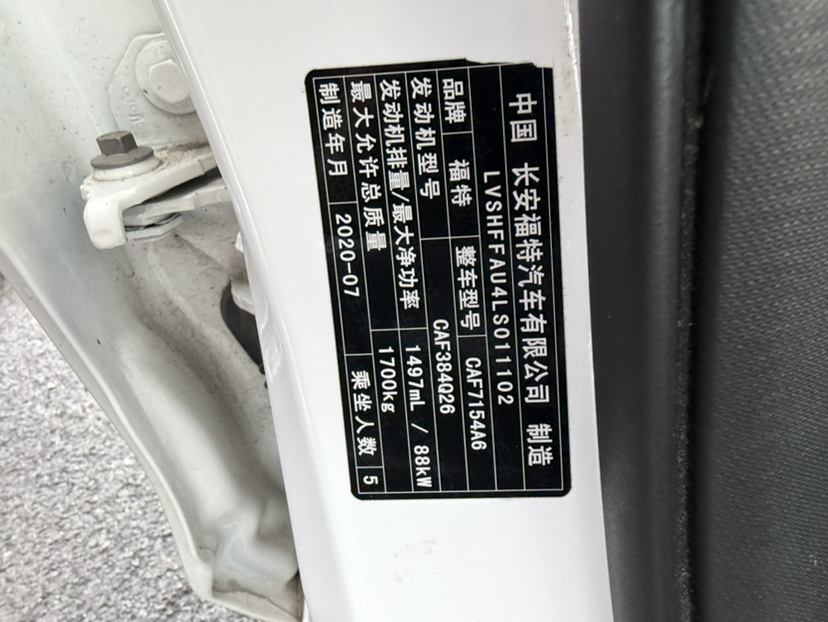 中国 长安福特汽车有限公司 制造
LVSHFFAU4LS011102
品牌 福特 整车型号 CAF7154A6
发动机型号 CAF384Q26
发动机排量/最大净功率 1497mL / 88kW
最大允许总质量 1700kg
制造年月 2020-07 乘坐人数 5